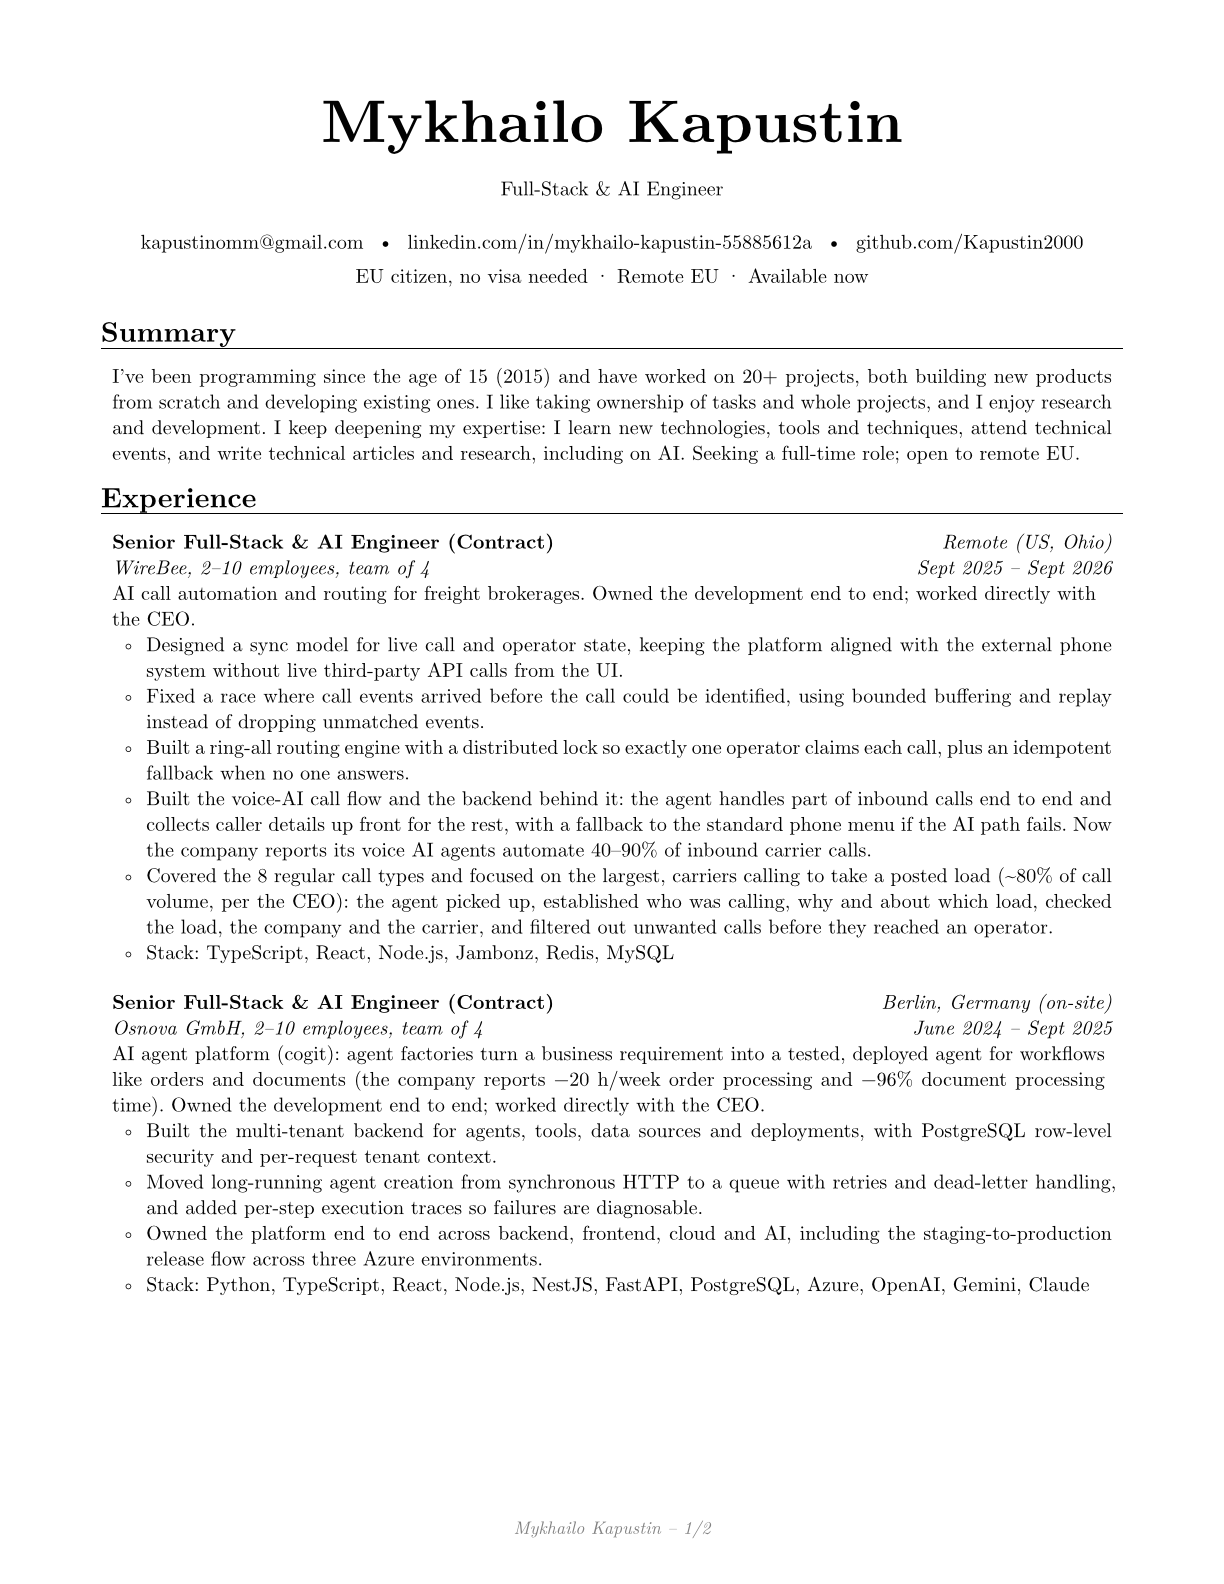 Mykhailo Kapustin
Full-Stack & AI Engineer
kapustinomm@gmail.com • linkedin.com/in/mykhailo-kapustin-55885612a • github.com/Kapustin2000
EU citizen, no visa needed · Remote EU · Available now
Summary
I've been programming since the age of 15 (2015) and have worked on 20+ projects, both building new products
from scratch and developing existing ones. I like taking ownership of tasks and whole projects, and I enjoy research
and development. I keep deepening my expertise: I learn new technologies, tools and techniques, attend technical
events, and write technical articles and research, including on AI. Seeking a full-time role; open to remote EU.
Experience
Senior Full-Stack & AI Engineer (Contract) Remote (US, Ohio)
WireBee, 2–10 employees, team of 4 Sept 2025 – Sept 2026
AI call automation and routing for freight brokerages. Owned the development end to end; worked directly with
the CEO.
◦ Designed a sync model for live call and operator state, keeping the platform aligned with the external phone
system without live third-party API calls from the UI.
◦ Fixed a race where call events arrived before the call could be identified, using bounded buffering and replay
instead of dropping unmatched events.
◦ Built a ring-all routing engine with a distributed lock so exactly one operator claims each call, plus an idempotent
fallback when no one answers.
◦ Built the voice-AI call flow and the backend behind it: the agent handles part of inbound calls end to end and
collects caller details up front for the rest, with a fallback to the standard phone menu if the AI path fails. Now
the company reports its voice AI agents automate 40–90% of inbound carrier calls.
◦ Covered the 8 regular call types and focused on the largest, carriers calling to take a posted load (~80% of call
volume, per the CEO): the agent picked up, established who was calling, why and about which load, checked
the load, the company and the carrier, and filtered out unwanted calls before they reached an operator.
◦ Stack: TypeScript, React, Node.js, Jambonz, Redis, MySQL
Senior Full-Stack & AI Engineer (Contract) Berlin, Germany (on-site)
Osnova GmbH, 2–10 employees, team of 4 June 2024 – Sept 2025
AI agent platform (cogit): agent factories turn a business requirement into a tested, deployed agent for workflows
like orders and documents (the company reports −20 h/week order processing and −96% document processing
time). Owned the development end to end; worked directly with the CEO.
◦ Built the multi-tenant backend for agents, tools, data sources and deployments, with PostgreSQL row-level
security and per-request tenant context.
◦ Moved long-running agent creation from synchronous HTTP to a queue with retries and dead-letter handling,
and added per-step execution traces so failures are diagnosable.
◦ Owned the platform end to end across backend, frontend, cloud and AI, including the staging-to-production
release flow across three Azure environments.
◦ Stack: Python, TypeScript, React, Node.js, NestJS, FastAPI, PostgreSQL, Azure, OpenAI, Gemini, Claude
Mykhailo Kapustin – 1/2